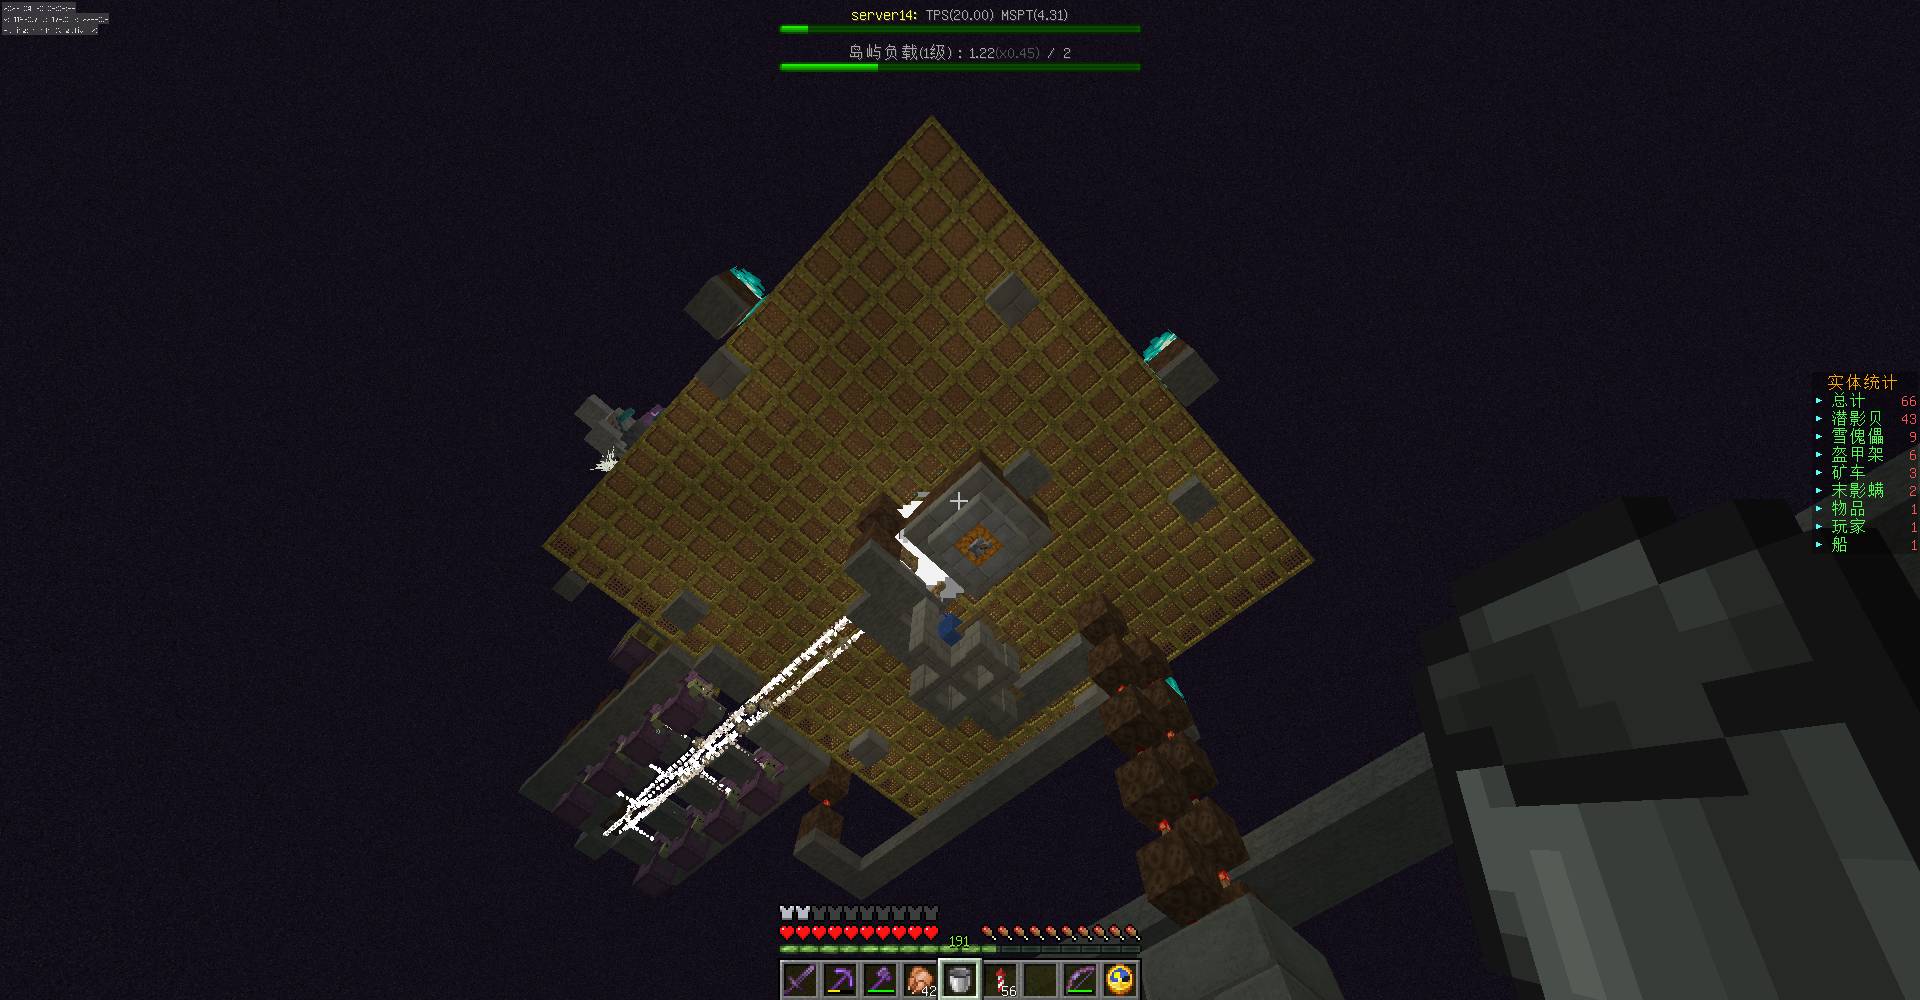 server14: TPS(20.00) MSPT(4.31)
岛屿负载(1级) : 1.22(x0.45) / 2
实体统计
总计 66
潜影贝 43
雪傀儡 9
盔甲架 6
矿车 3
末影螨 2
物品 1
玩家 1
船 1
191
42
56